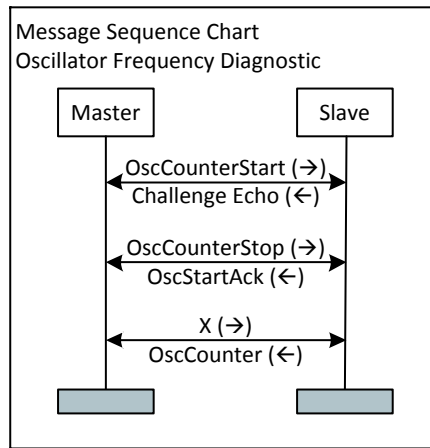 Message Sequence Chart
Oscillator Frequency Diagnostic
Master
Slave
OscCounterStart (→)
Challenge Echo (←)
OscCounterStop (→)
OscStartAck (←)
X (→)
OscCounter (←)